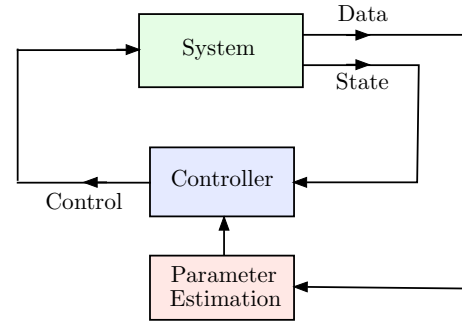 Data
System
State
Controller
Control
Parameter
Estimation